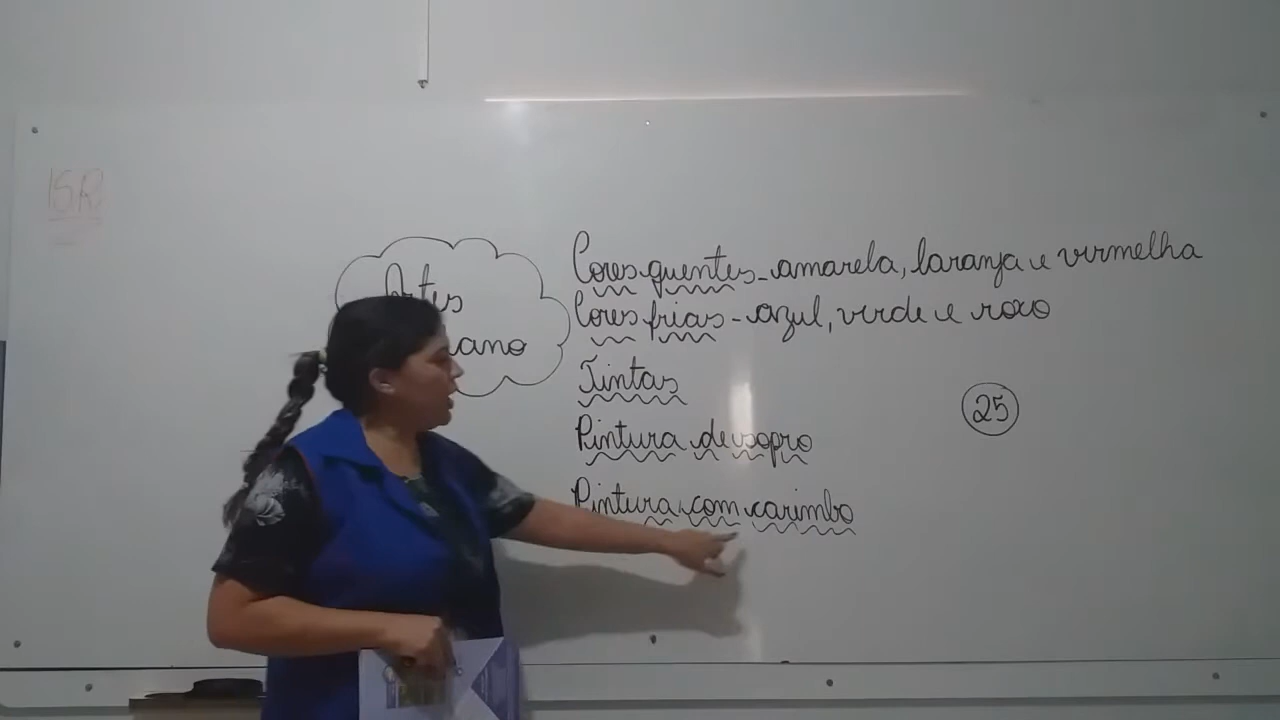 Artes
Cores quentes - amarela, laranja e vermelha
Cores frias - azul, verde e roxo
Tintas
25
Pintura de sopro
Pintura com carimbo